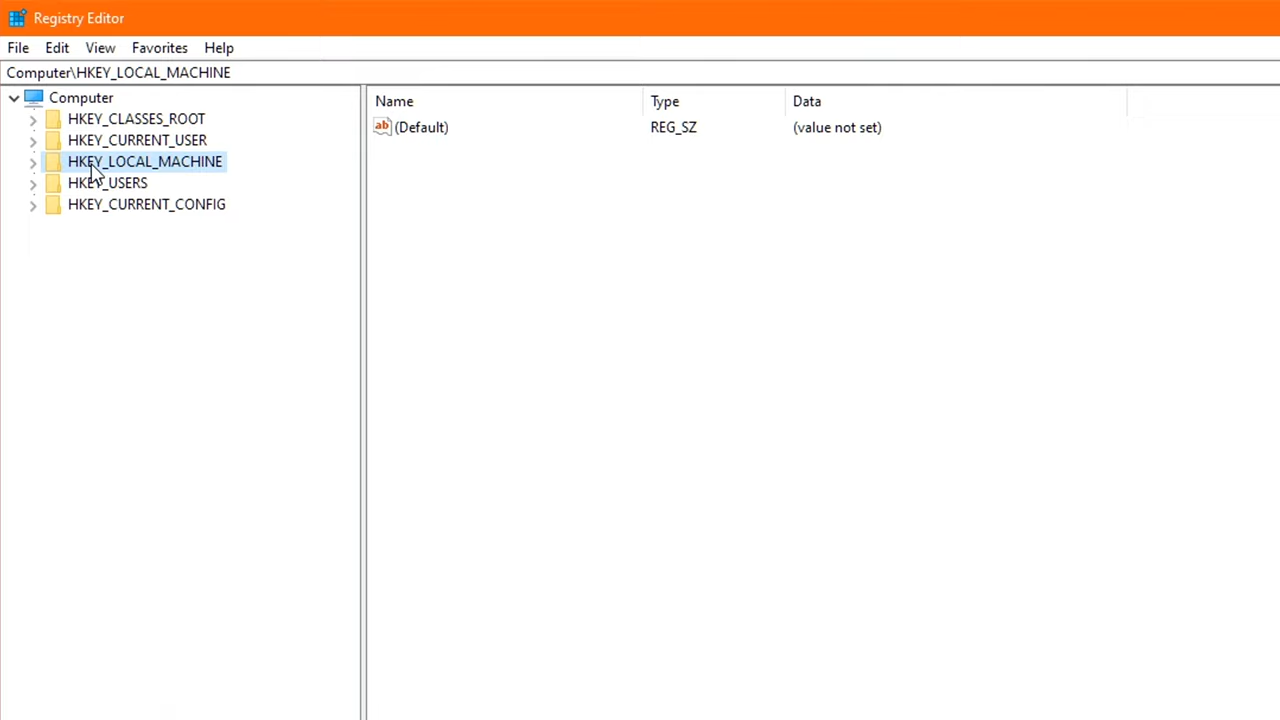 Registry Editor
File Edit View Favorites Help
Computer\HKEY_LOCAL_MACHINE
Computer
HKEY_CLASSES_ROOT
HKEY_CURRENT_USER
HKEY_LOCAL_MACHINE
HKEY_USERS
HKEY_CURRENT_CONFIG
Name Type Data
ab (Default) REG_SZ (value not set)